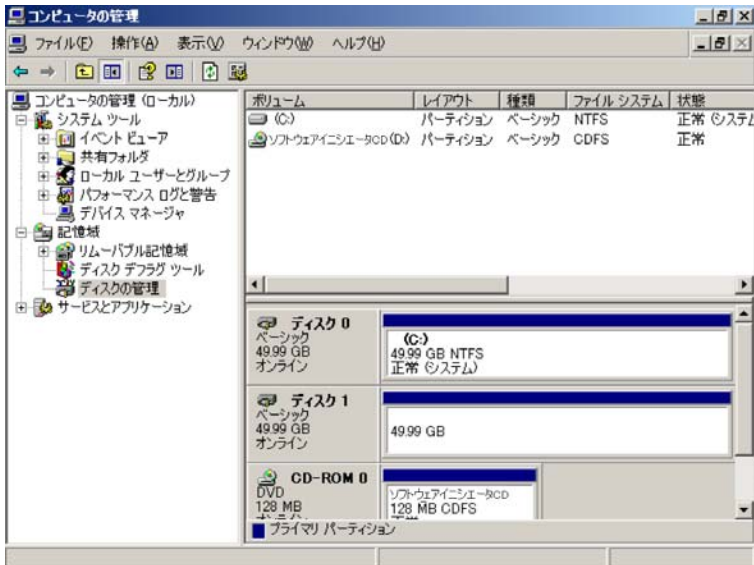 コンピュータの管理
ファイル(F) 操作(A) 表示(V) ウィンドウ(W) ヘルプ(H)
コンピュータの管理 (ローカル)
システム ツール
イベント ビューア
共有フォルダ
ローカル ユーザーとグループ
パフォーマンス ログと警告
デバイス マネージャ
記憶域
リムーバブル記憶域
ディスク デフラグ ツール
ディスクの管理
サービスとアプリケーション
ボリューム レイアウト 種類 ファイル システム 状態
(C:) パーティション ベーシック NTFS 正常 (システム
ソフトウェアイニシエータCD(D:) パーティション ベーシック CDFS 正常
ディスク 0
ベーシック
49.99 GB
オンライン
(C:)
49.99 GB NTFS
正常 (システム)
ディスク 1
ベーシック
49.99 GB
オンライン
49.99 GB
CD-ROM 0
DVD
128 MB
ソフトウェアイニシエータCD
128 MB CDFS
プライマリ パーティション